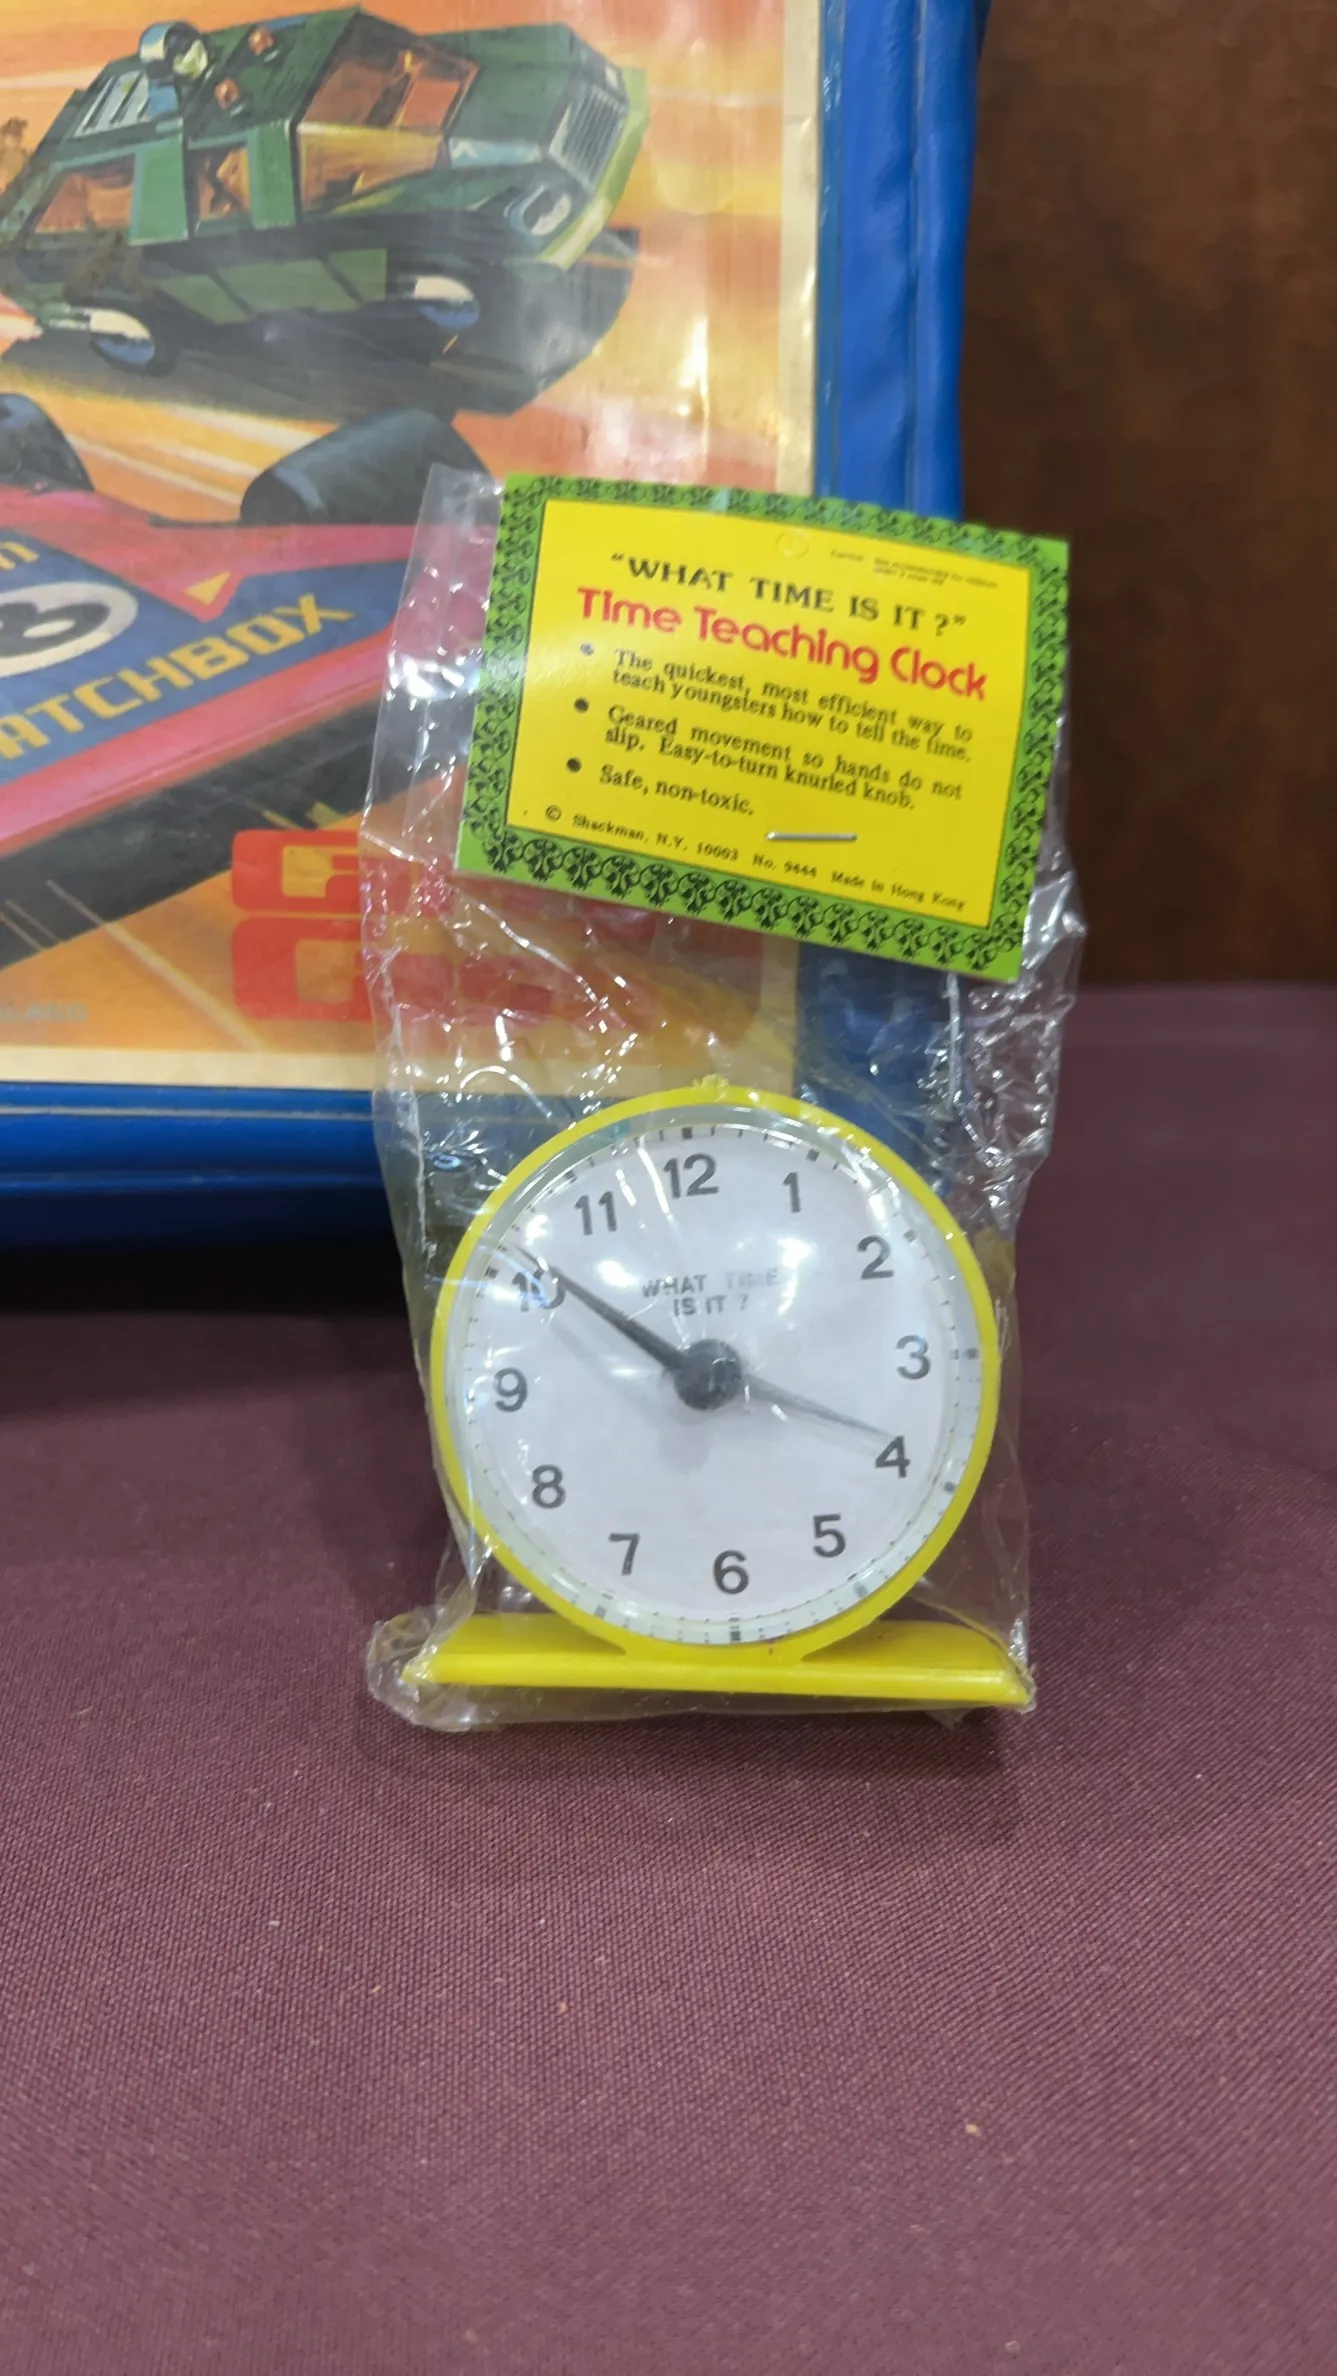 "WHAT TIME IS IT?"
Time Teaching Clock
• The quickest, most efficient way to
teach youngsters how to tell the time.
• Geared movement so hands do not
slip. Easy-to-turn knurled knob.
• Safe, non-toxic.
© Shackman, N.Y. 10003 No. 9444 Made in Hong Kong
MATCHBOX
12
1
2
3
4
5
6
7
8
9
10
11
WHAT TIME
IS IT ?